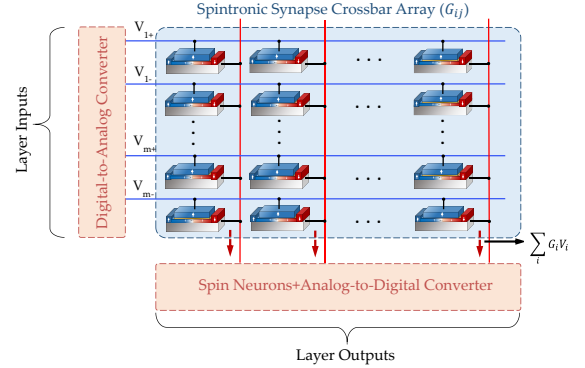 Spintronic Synapse Crossbar Array (G_ij)
Layer Inputs
Digital-to-Analog Converter
V_1+
V_1-
V_m+
V_m-
∑_i G_i V_i
Spin Neurons+Analog-to-Digital Converter
Layer Outputs